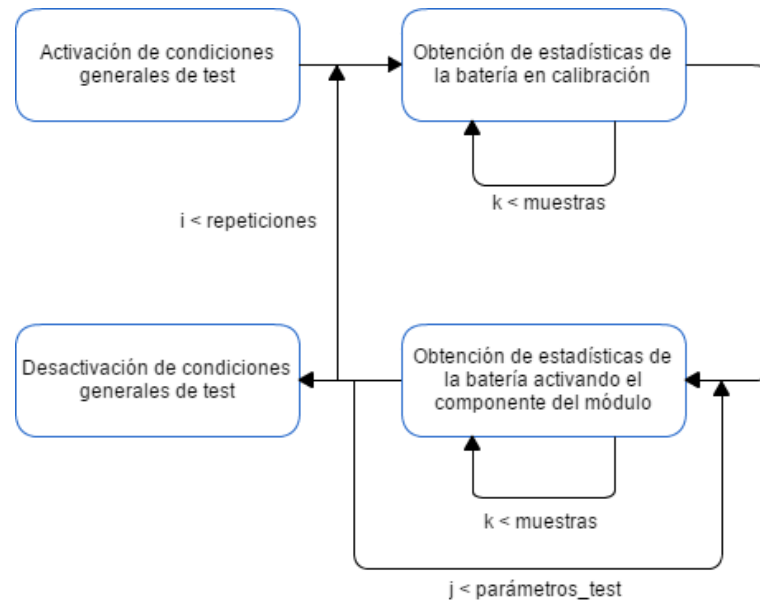 Activación de condiciones
generales de test
Obtención de estadísticas de
la batería en calibración
k < muestras
i < repeticiones
Desactivación de condiciones
generales de test
Obtención de estadísticas de
la batería activando el
componente del módulo
k < muestras
j < parámetros_test